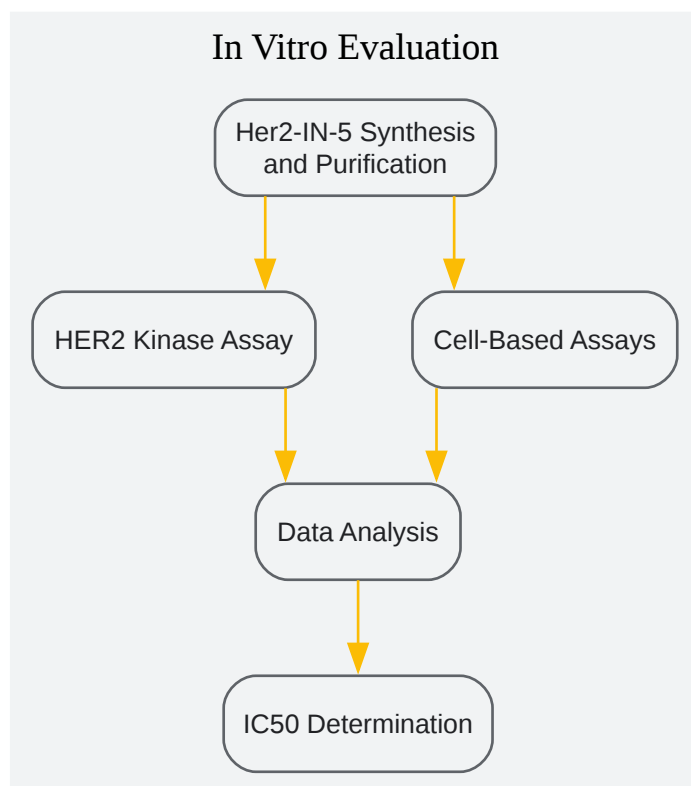 In Vitro Evaluation
Her2-IN-5 Synthesis
and Purification
HER2 Kinase Assay
Cell-Based Assays
Data Analysis
IC50 Determination